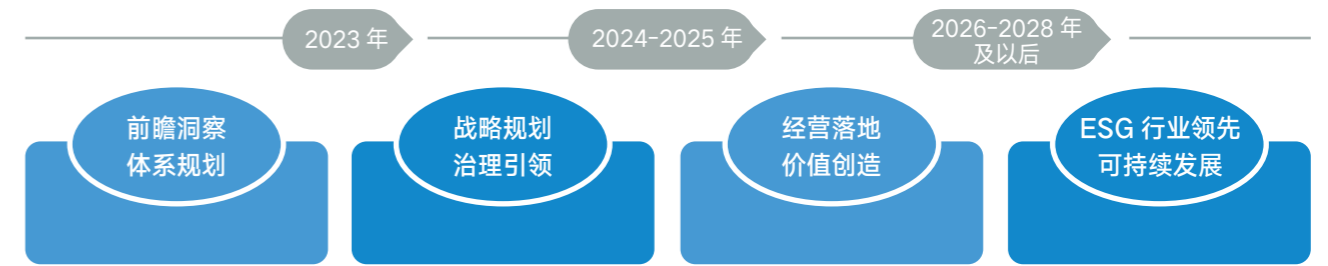 2023 年
2024-2025 年
2026-2028 年
及以后
前瞻洞察
体系规划
战略规划
治理引领
经营落地
价值创造
ESG 行业领先
可持续发展